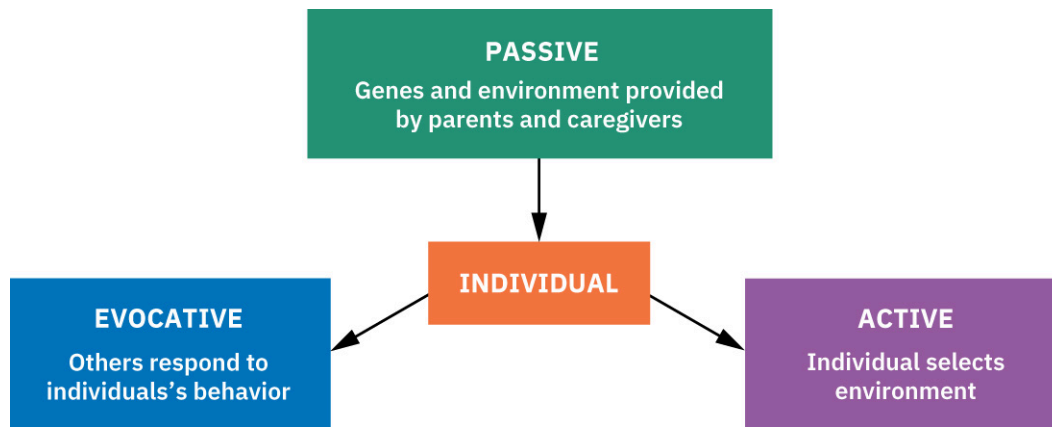 PASSIVE
Genes and environment provided
by parents and caregivers
INDIVIDUAL
EVOCATIVE
Others respond to
individuals's behavior
ACTIVE
Individual selects
environment